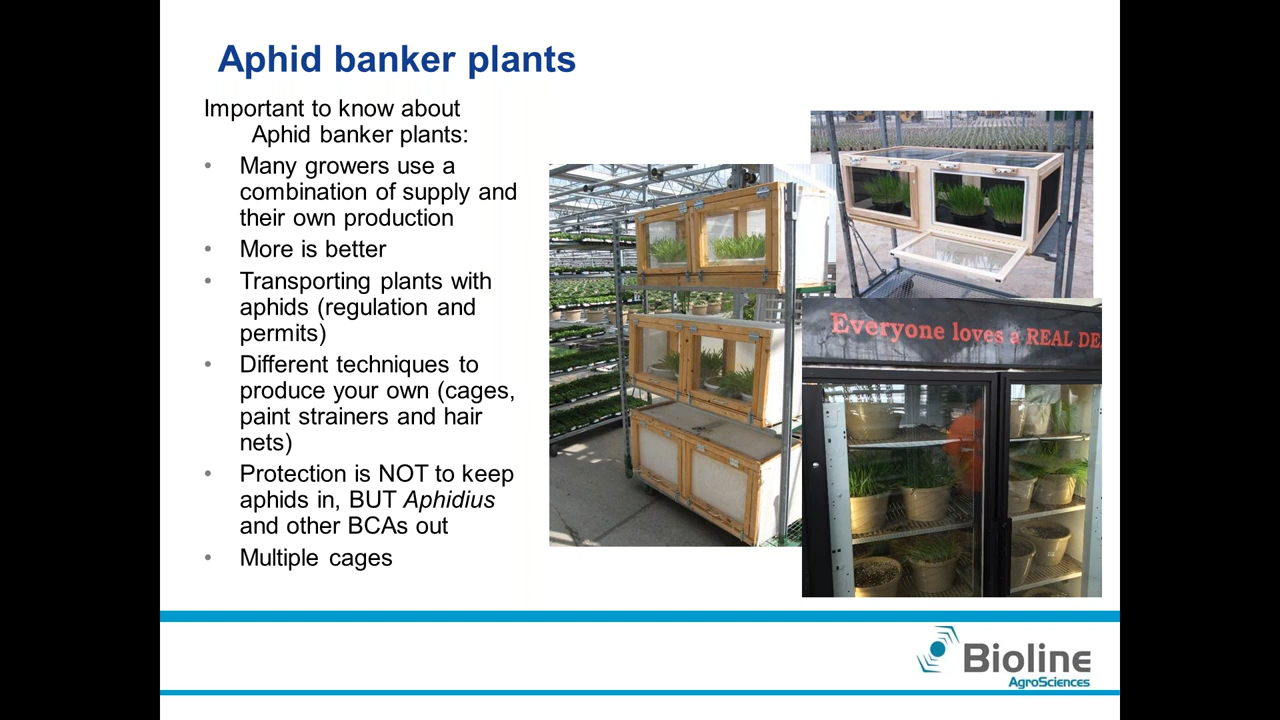 Aphid banker plants
Important to know about
Aphid banker plants:
• Many growers use a
combination of supply and
their own production
• More is better
• Transporting plants with
aphids (regulation and
permits)
• Different techniques to
produce your own (cages,
paint strainers and hair
nets)
• Protection is NOT to keep
aphids in, BUT Aphidius
and other BCAs out
• Multiple cages
Everyone loves a REAL DE
Bioline
AgroSciences